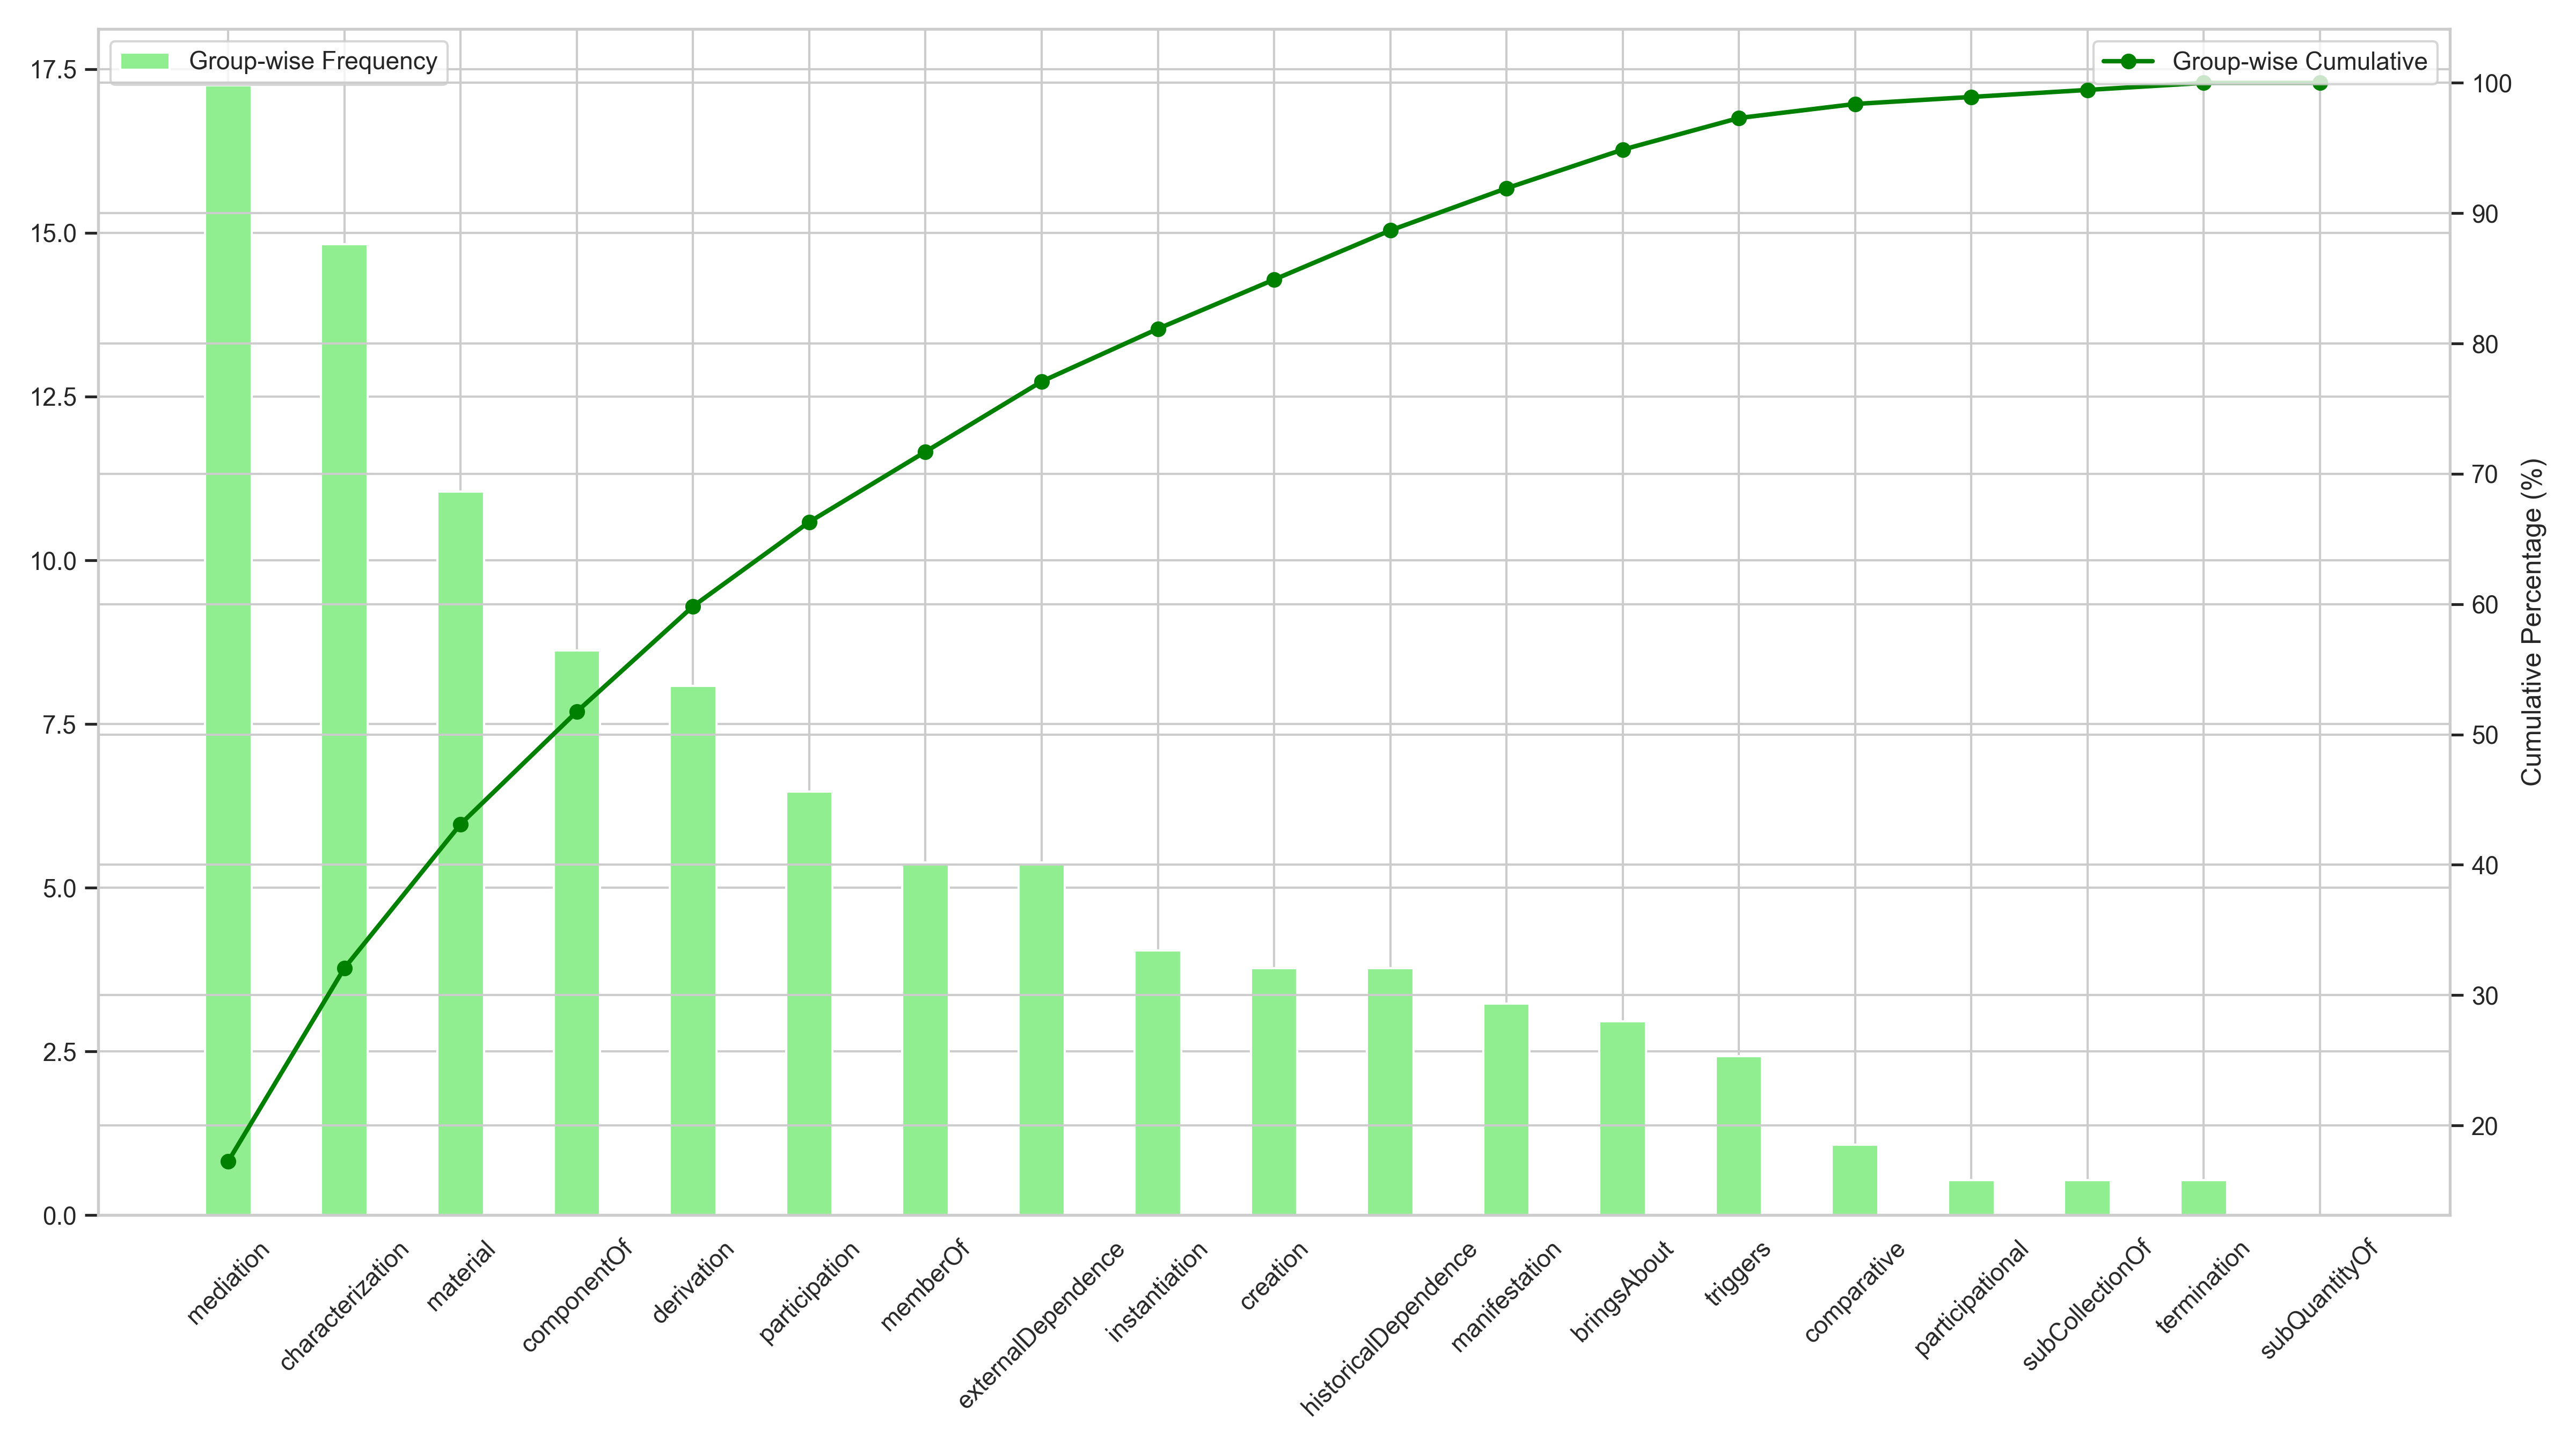 Group-wise Frequency
Group-wise Cumulative
17.5
15.0
12.5
10.0
7.5
5.0
2.5
0.0
100
90
80
70
60
50
40
30
20
Cumulative Percentage (%)
mediation
characterization
material
componentOf
derivation
participation
memberOf
externalDependence
instantiation
creation
historicalDependence
manifestation
bringsAbout
triggers
comparative
participational
subCollectionOf
termination
subQuantityOf